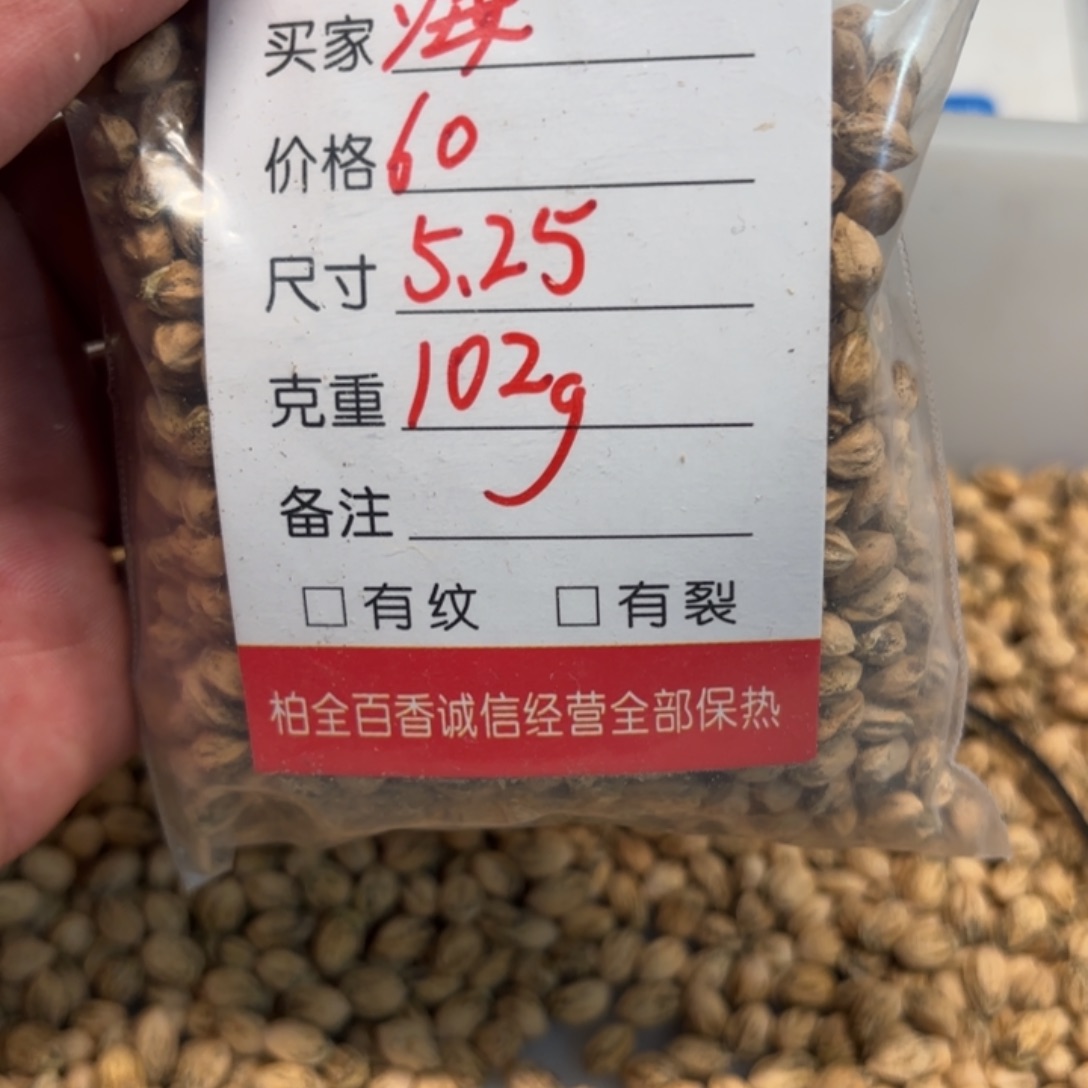 买家 海
价格 60
尺寸 5.25
克重 102g
备注
□ 有纹 □ 有裂
柏全百香诚信经营全部保热